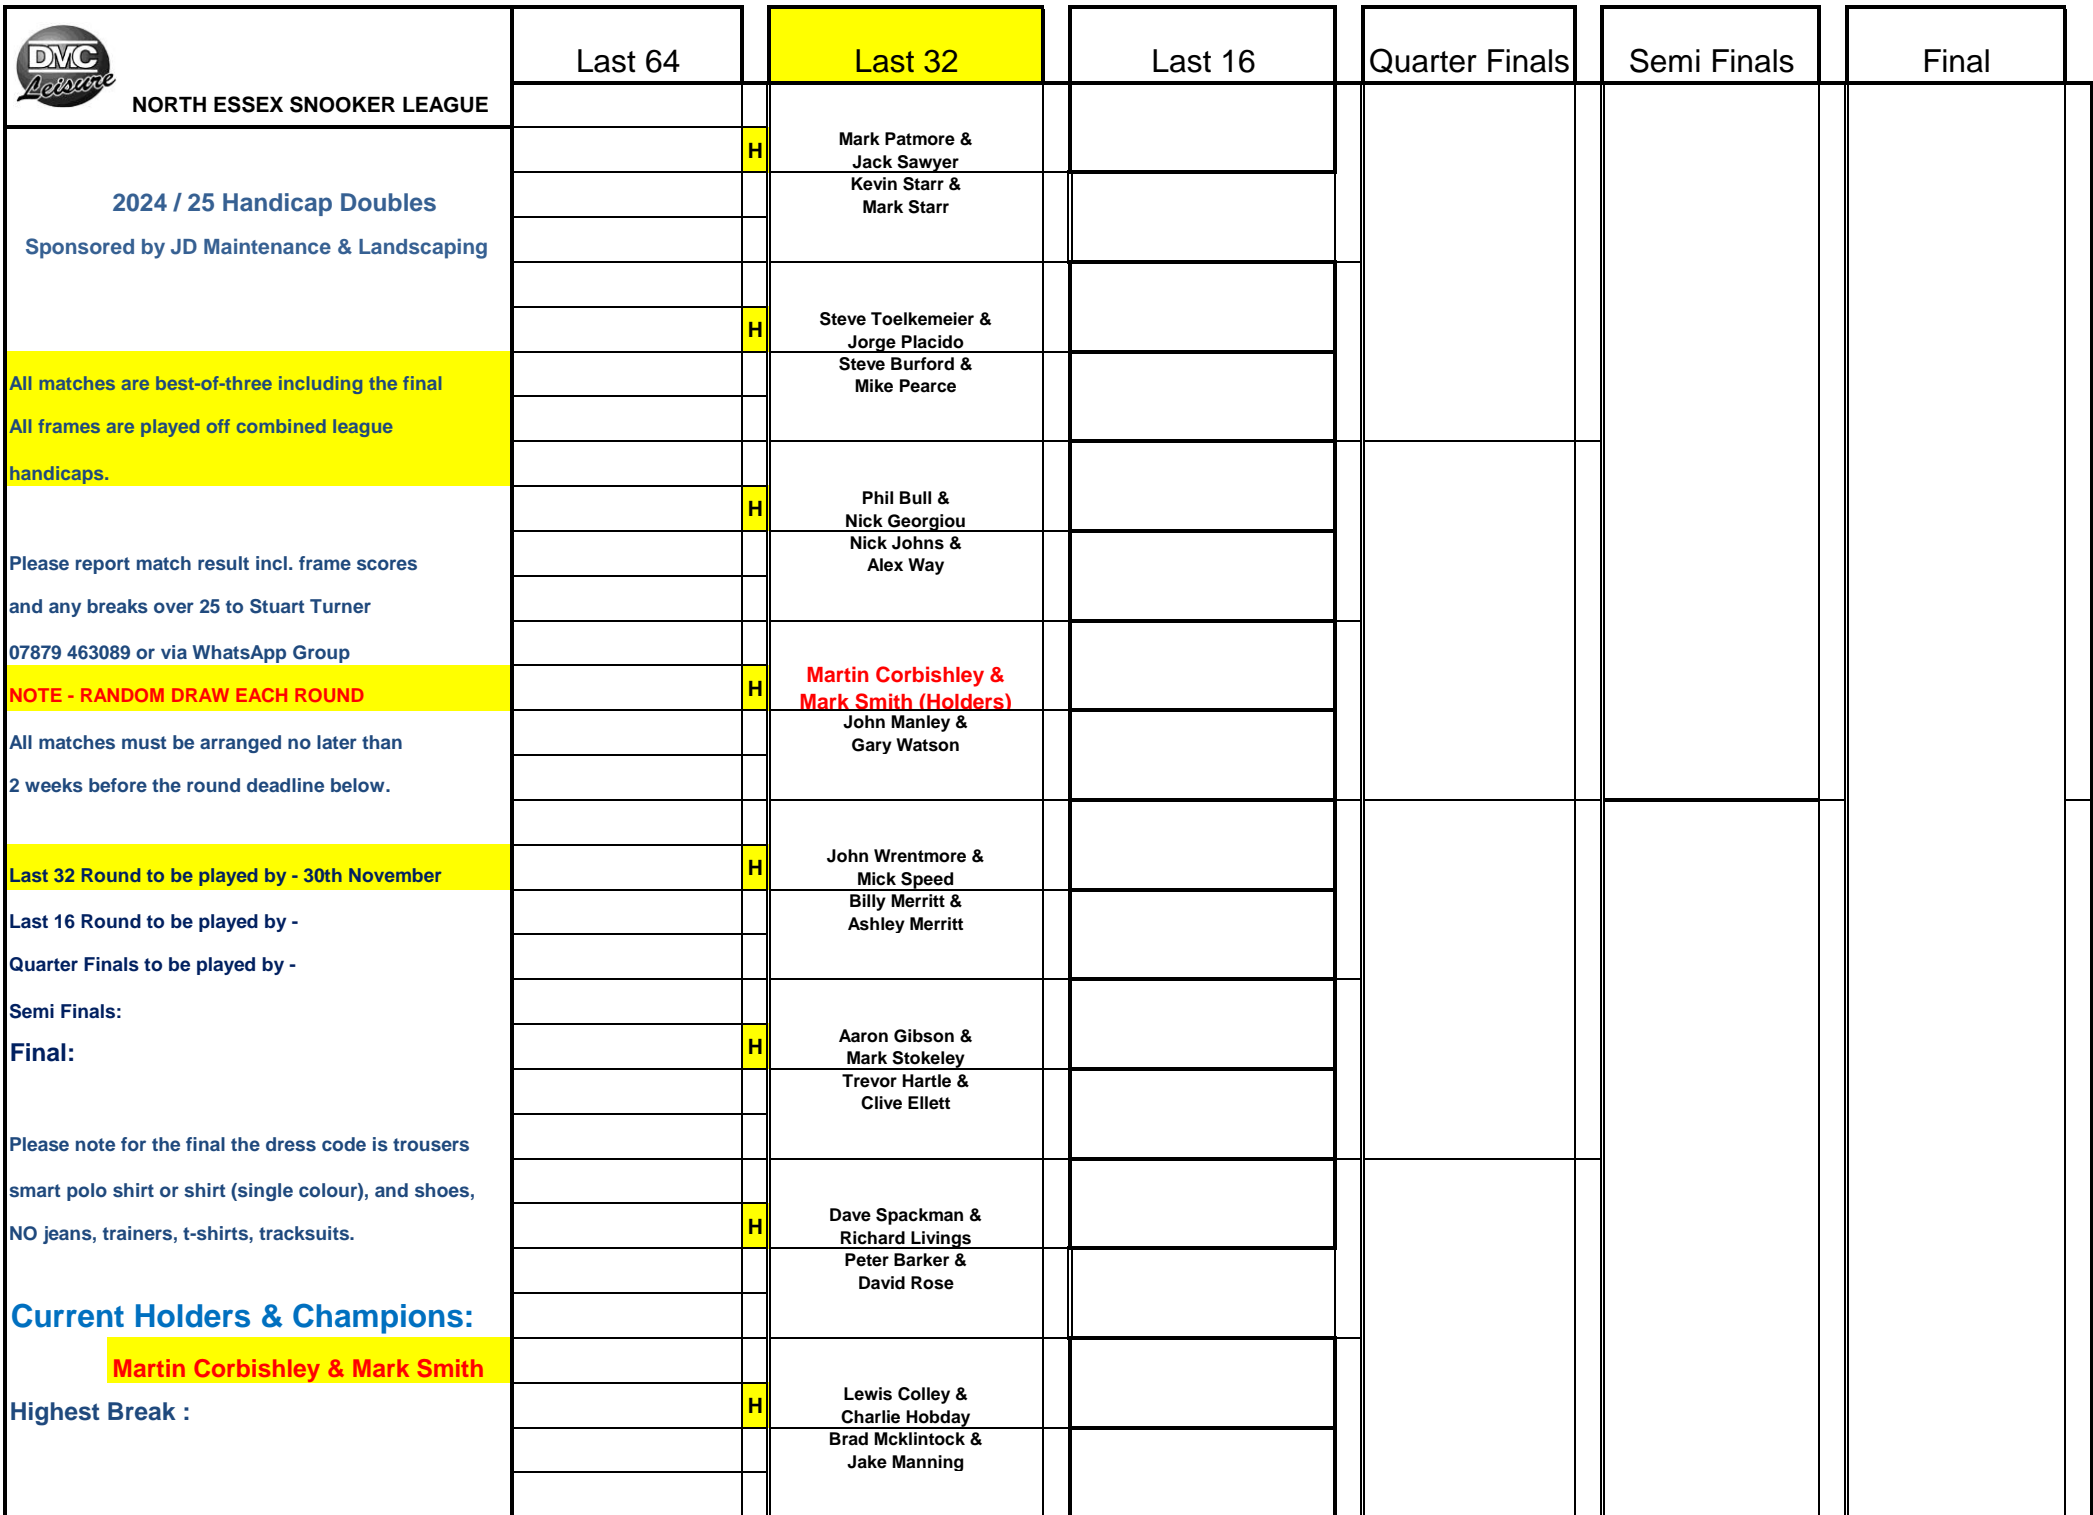 DMC
Leisure
NORTH ESSEX SNOOKER LEAGUE
Last 64
Last 32
Last 16
Quarter Finals
Semi Finals
Final
2024 / 25 Handicap Doubles
Sponsored by JD Maintenance & Landscaping
All matches are best-of-three including the final
All frames are played off combined league
handicaps.
Please report match result incl. frame scores
and any breaks over 25 to Stuart Turner
07879 463089 or via WhatsApp Group
NOTE - RANDOM DRAW EACH ROUND
All matches must be arranged no later than
2 weeks before the round deadline below.
Last 32 Round to be played by - 30th November
Last 16 Round to be played by -
Quarter Finals to be played by -
Semi Finals:
Final:
Please note for the final the dress code is trousers
smart polo shirt or shirt (single colour), and shoes,
NO jeans, trainers, t-shirts, tracksuits.
Current Holders & Champions:
Martin Corbishley & Mark Smith
Highest Break :
H
Mark Patmore &
Jack Sawyer
Kevin Starr &
Mark Starr
H
Steve Toelkemeier &
Jorge Placido
Steve Burford &
Mike Pearce
H
Phil Bull &
Nick Georgiou
Nick Johns &
Alex Way
H
Martin Corbishley &
Mark Smith (Holders)
John Manley &
Gary Watson
H
John Wrentmore &
Mick Speed
Billy Merritt &
Ashley Merritt
H
Aaron Gibson &
Mark Stokeley
Trevor Hartle &
Clive Ellett
H
Dave Spackman &
Richard Livings
Peter Barker &
David Rose
H
Lewis Colley &
Charlie Hobday
Brad Mcklintock &
Jake Manning